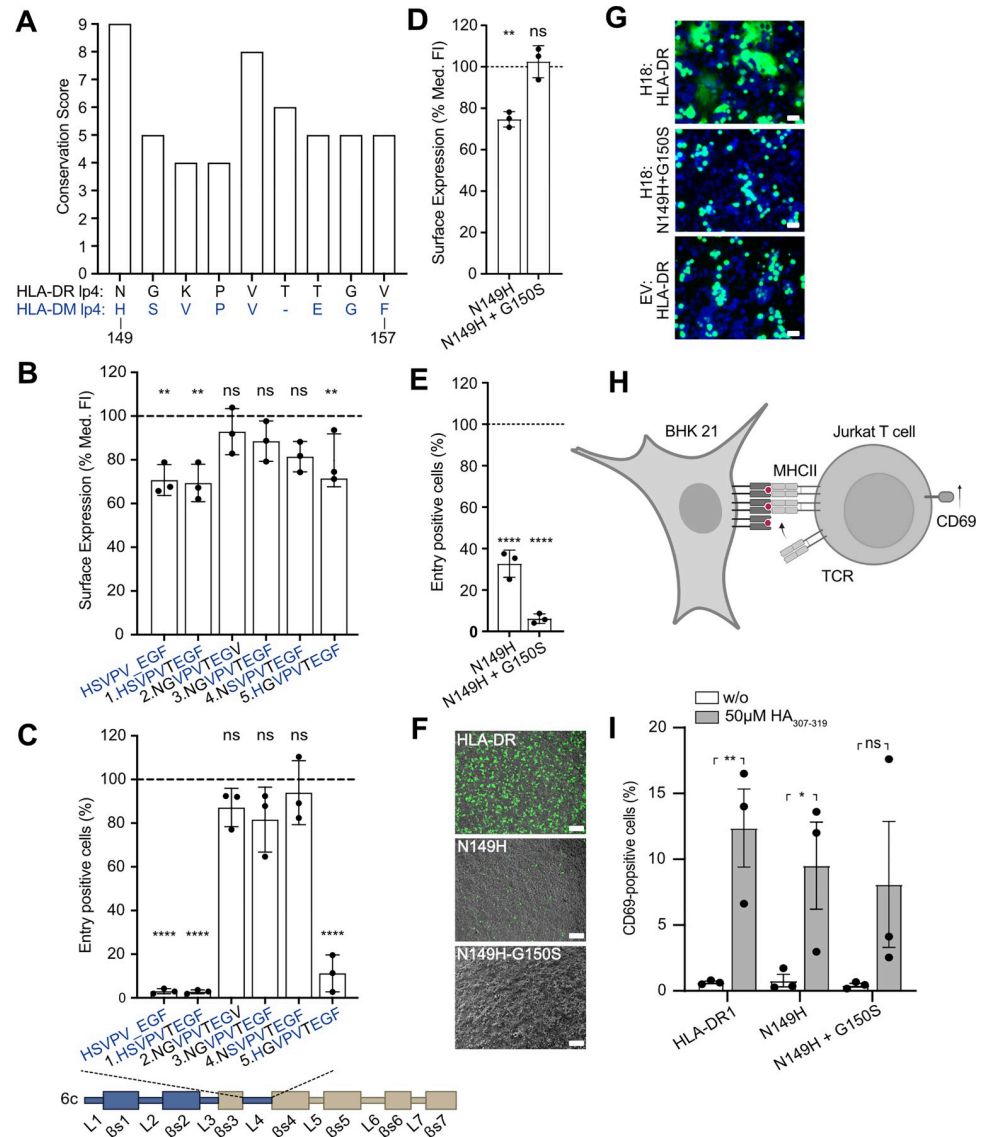 A
Conservation Score
9
8
7
6
5
4
3
2
1
0
HLA-DR lp4: N G K P V T T G V
HLA-DM lp4: H S V P V - E G F
149 157
B
Surface Expression (% Med. FI)
120
100
80
60
40
20
0
** ** ns ns ns **
HSVPV_EGF
1.HSVPVTEGF
2.NGVPVTEGV
3.NGVPVTEGF
4.NSVPVTEGF
5.HGVPVTEGF
C
Entry positive cells (%)
120
100
80
60
40
20
0
**** **** ns ns ns ****
HSVPV_EGF
1.HSVPVTEGF
2.NGVPVTEGV
3.NGVPVTEGF
4.NSVPVTEGF
5.HGVPVTEGF
6c
L1 βs1 L2 βs2 L3 βs3 L4 βs4 L5 βs5 L6 βs6 L7 βs7
D
Surface Expression (% Med. FI)
120
100
80
60
40
20
0
** ns
N149H
N149H + G150S
E
Entry positive cells (%)
120
100
80
60
40
20
0
**** ****
N149H
N149H + G150S
F
HLA-DR
N149H
N149H-G150S
G
H18:
HLA-DR
H18:
N149H+G150S
EV:
HLA-DR
H
BHK 21
Jurkat T cell
MHCII
CD69
TCR
I
w/o
50µM HA307-319
CD69-popsitive cells (%)
20
15
10
5
0
** * ns
HLA-DR1
N149H
N149H + G150S